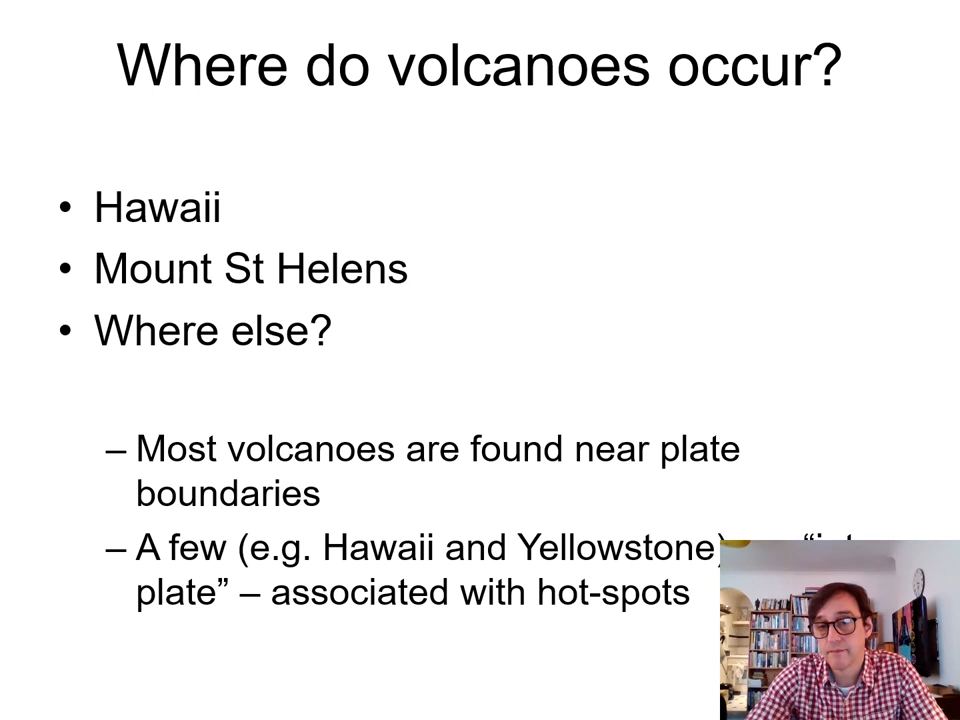 Where do volcanoes occur?
• Hawaii
• Mount St Helens
• Where else?
– Most volcanoes are found near plate
boundaries
– A few (e.g. Hawaii and Yellowstone)
plate” – associated with hot-spots